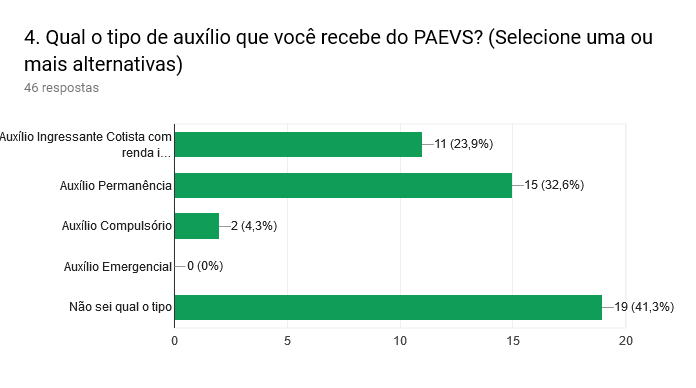 4. Qual o tipo de auxílio que você recebe do PAEVS? (Selecione uma ou
mais alternativas)
46 respostas
Auxílio Ingressante Cotista com
renda i...
11 (23,9%)
Auxílio Permanência
15 (32,6%)
Auxílio Compulsório
2 (4,3%)
Auxílio Emergencial
0 (0%)
Não sei qual o tipo
19 (41,3%)
0 5 10 15 20